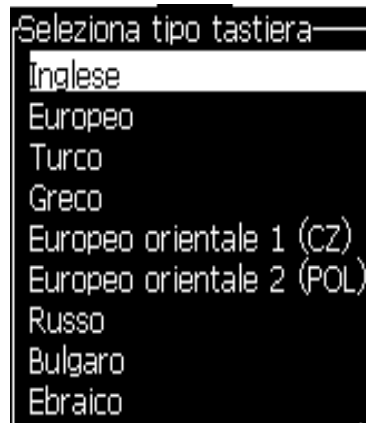 Seleziona tipo tastiera
Inglese
Europeo
Turco
Greco
Europeo orientale 1 (CZ)
Europeo orientale 2 (POL)
Russo
Bulgaro
Ebraico